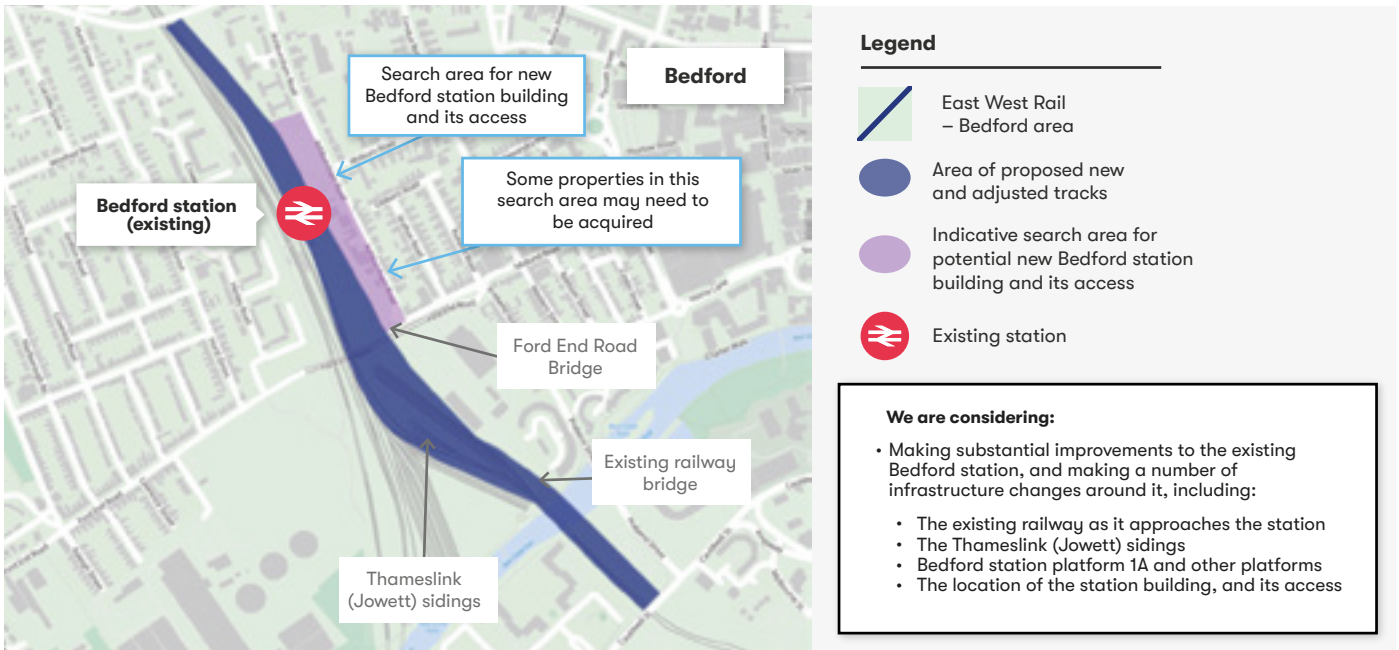 Search area for new
Bedford station building
and its access
Bedford
Some properties in this
search area may need to
be acquired
Bedford station
(existing)
Ford End Road
Bridge
Existing railway
bridge
Thameslink
(Jowett) sidings
Legend
East West Rail
– Bedford area
Area of proposed new
and adjusted tracks
Indicative search area for
potential new Bedford station
building and its access
Existing station
We are considering:
• Making substantial improvements to the existing
Bedford station, and making a number of
infrastructure changes around it, including:
• The existing railway as it approaches the station
• The Thameslink (Jowett) sidings
• Bedford station platform 1A and other platforms
• The location of the station building, and its access